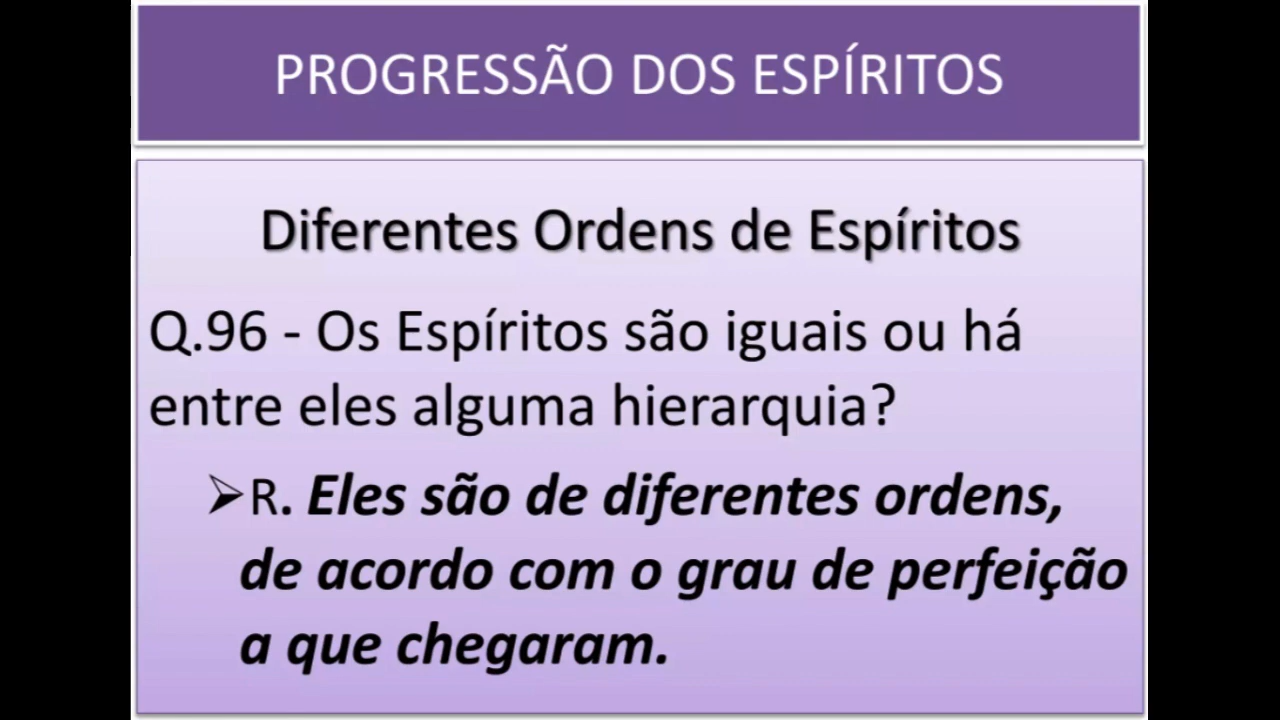 PROGRESSÃO DOS ESPÍRITOS
Diferentes Ordens de Espíritos
Q.96 - Os Espíritos são iguais ou há
entre eles alguma hierarquia?
➢R. Eles são de diferentes ordens,
de acordo com o grau de perfeição
a que chegaram.